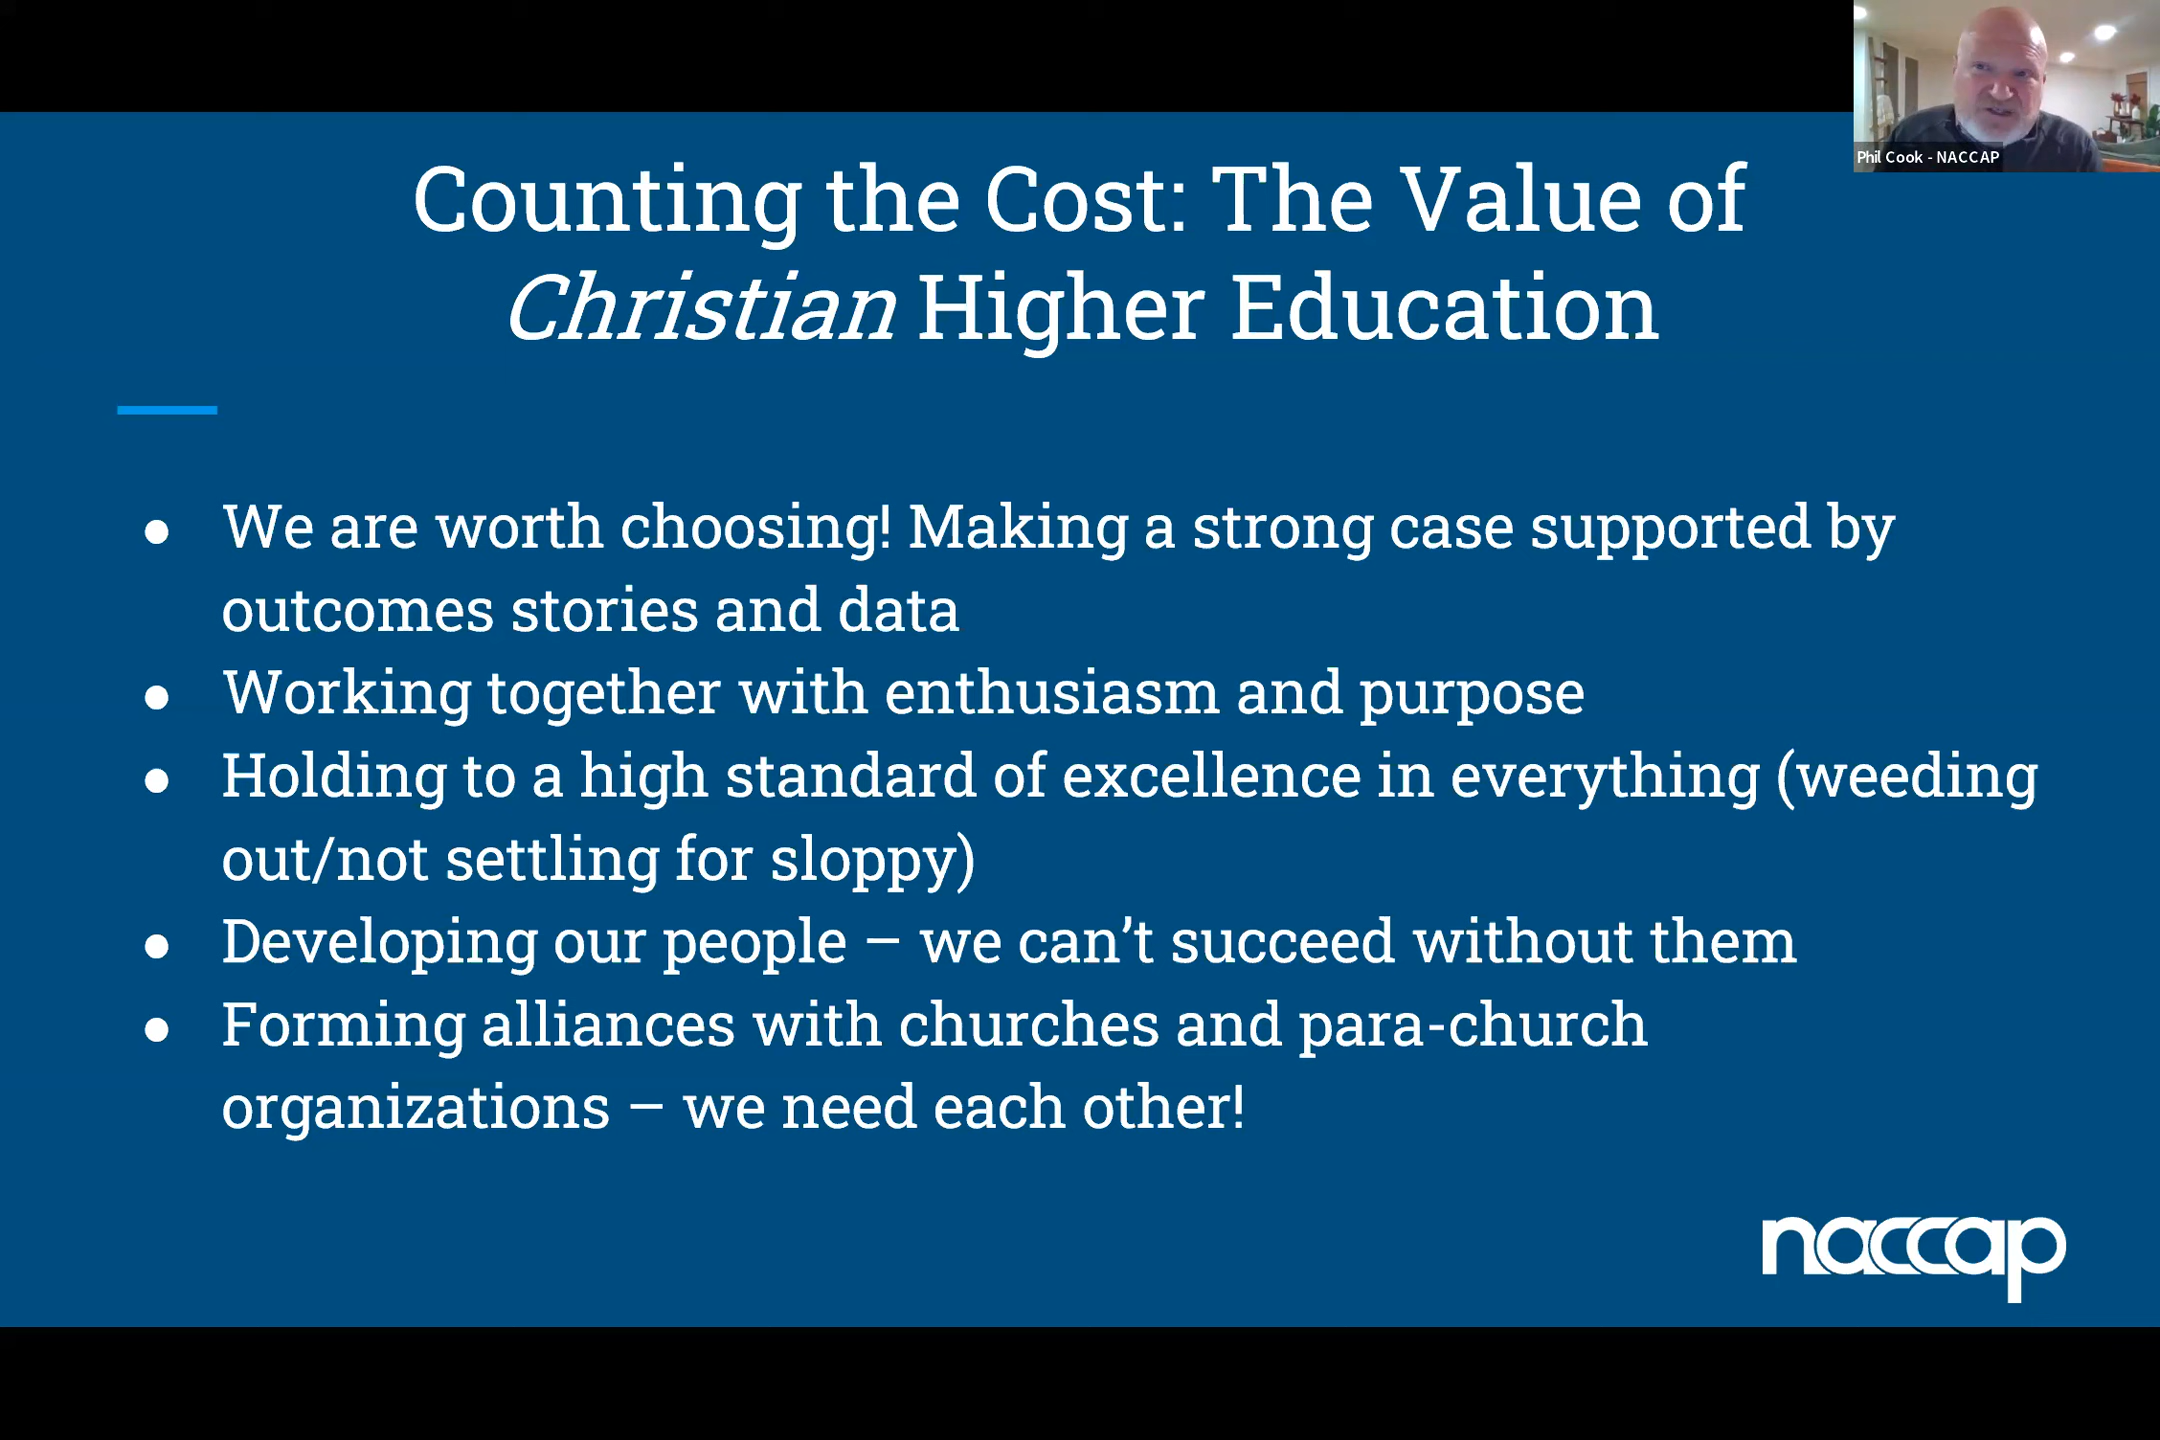 Phil Cook - NACCAP
Counting the Cost: The Value of
Christian Higher Education
● We are worth choosing! Making a strong case supported by
outcomes stories and data
● Working together with enthusiasm and purpose
● Holding to a high standard of excellence in everything (weeding
out/not settling for sloppy)
● Developing our people – we can’t succeed without them
● Forming alliances with churches and para-church
organizations – we need each other!
naccap